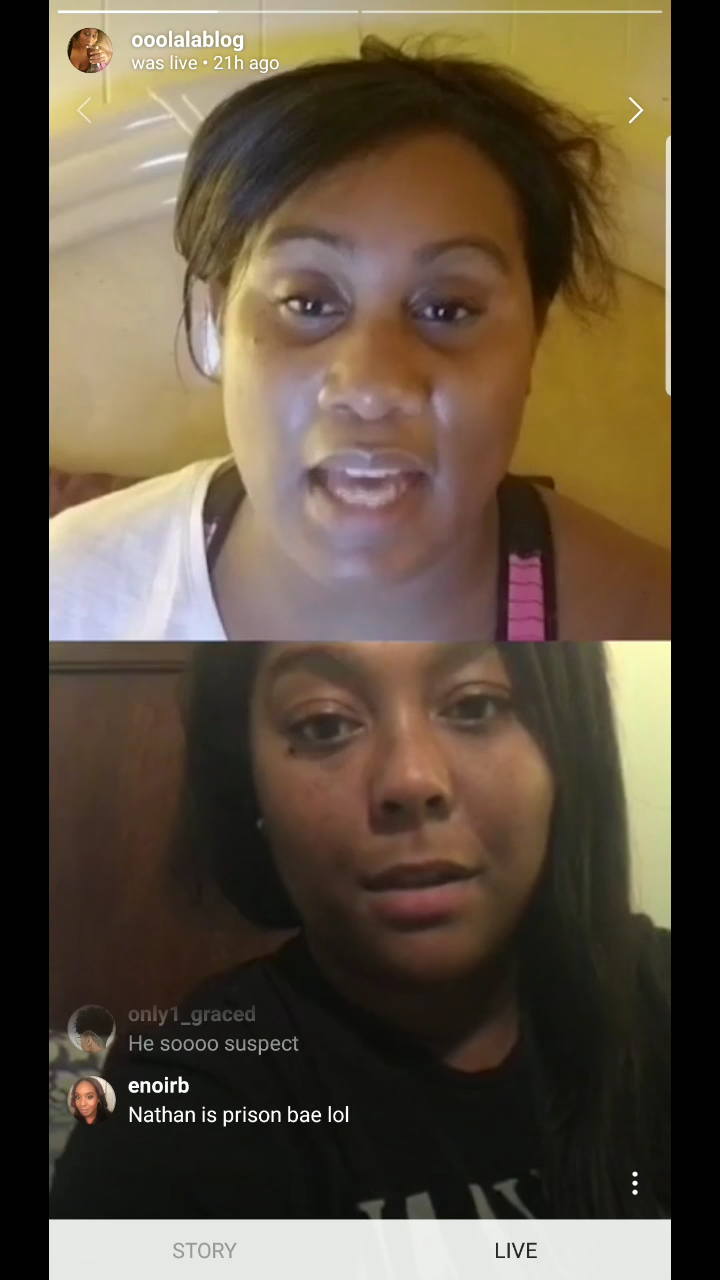 ooolalablog
was live • 21h ago
only1_graced
He soooo suspect
enoirb
Nathan is prison bae lol
STORY
LIVE